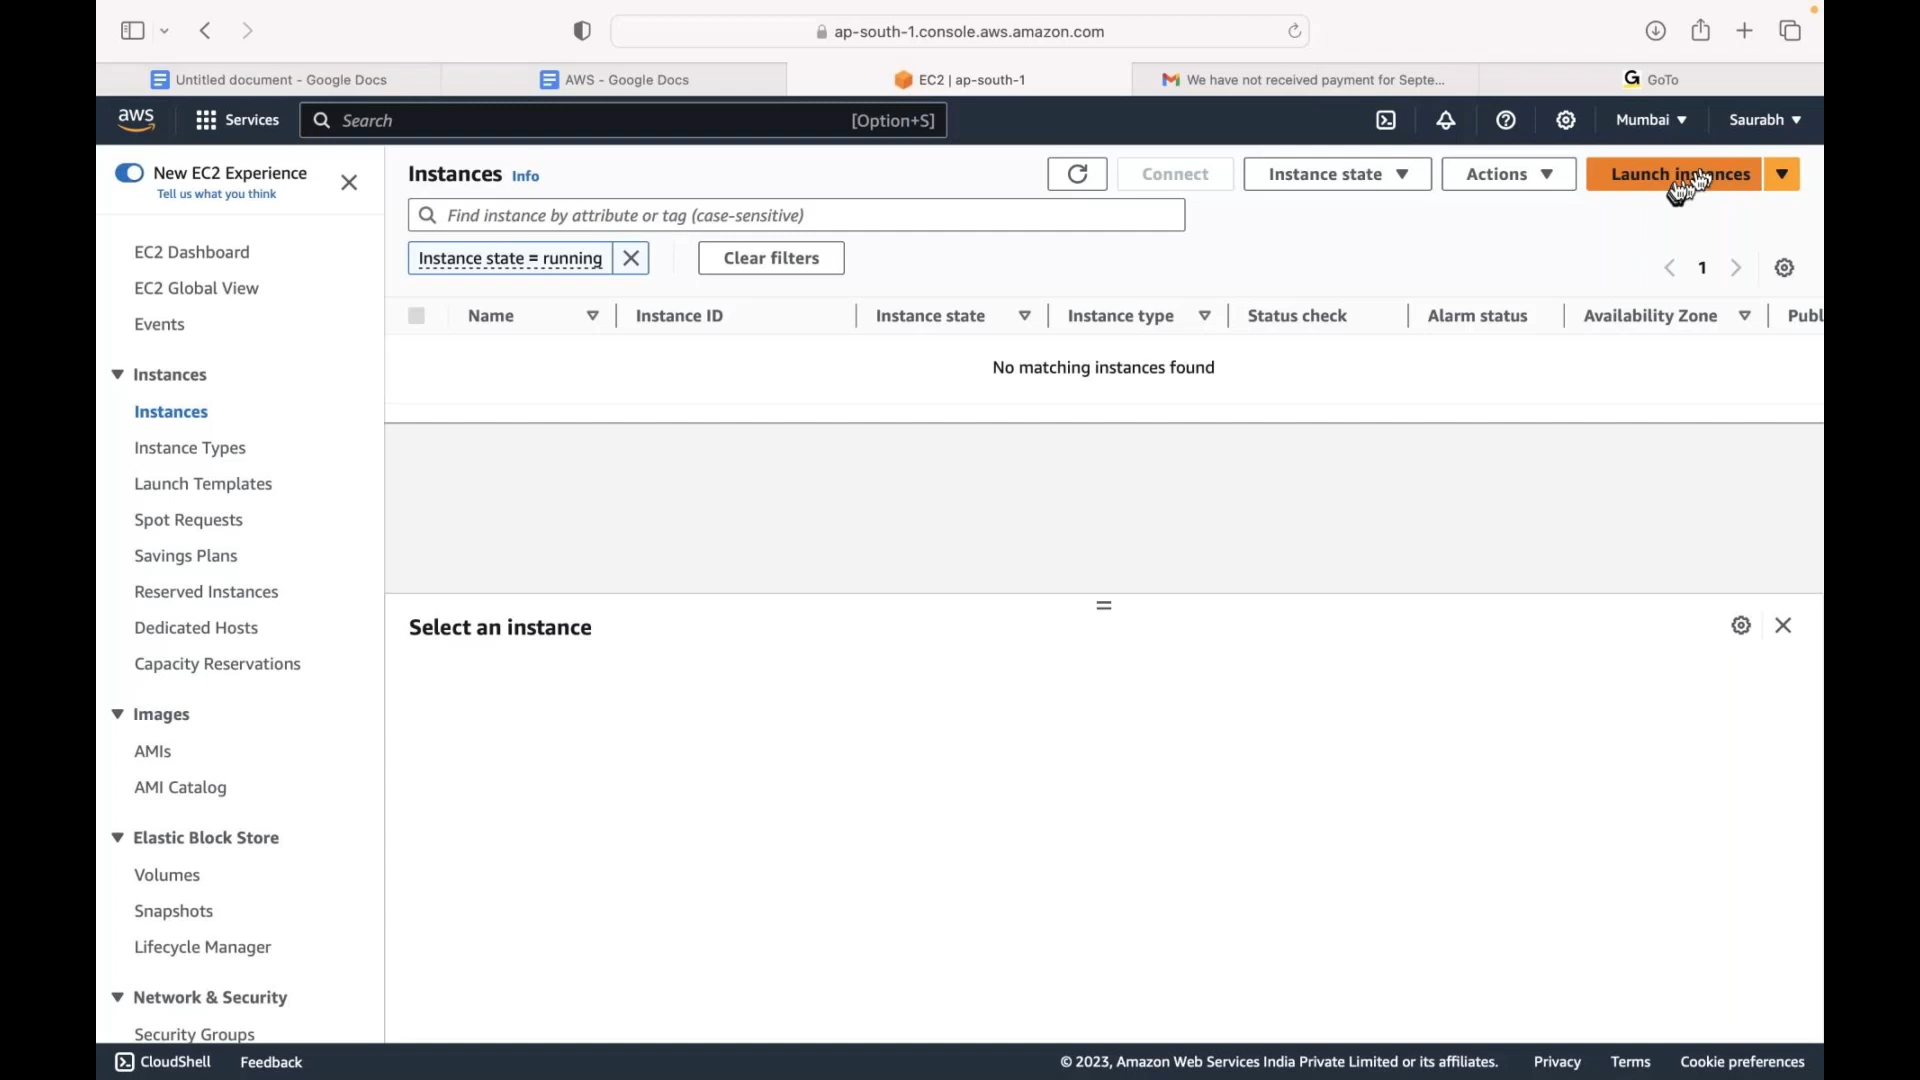 ap-south-1.console.aws.amazon.com
Untitled document - Google Docs
AWS - Google Docs
EC2 | ap-south-1
We have not received payment for Septe...
G GoTo
aws
Services
Search
[Option+S]
Mumbai
Saurabh
New EC2 Experience
Tell us what you think
EC2 Dashboard
EC2 Global View
Events
Instances
Instances
Instance Types
Launch Templates
Spot Requests
Savings Plans
Reserved Instances
Dedicated Hosts
Capacity Reservations
Images
AMIs
AMI Catalog
Elastic Block Store
Volumes
Snapshots
Lifecycle Manager
Network & Security
Security Groups
Instances Info
Connect
Instance state
Actions
Launch instances
Find instance by attribute or tag (case-sensitive)
Instance state = running
Clear filters
1
Name
Instance ID
Instance state
Instance type
Status check
Alarm status
Availability Zone
Publ
No matching instances found
Select an instance
CloudShell
Feedback
© 2023, Amazon Web Services India Private Limited or its affiliates.
Privacy
Terms
Cookie preferences